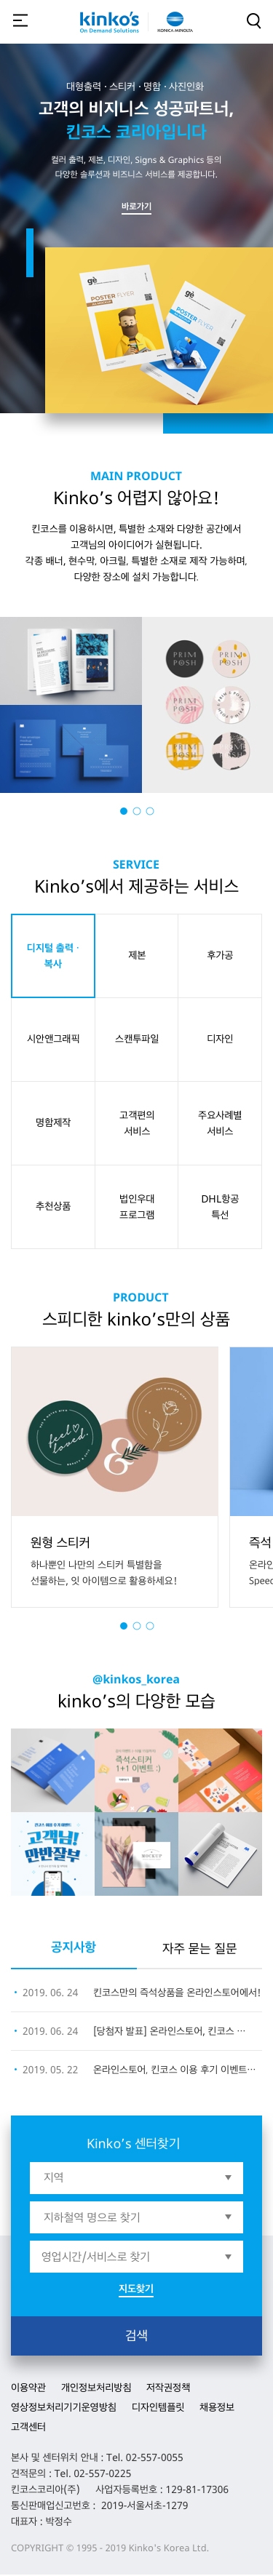 kinko's
On Demand Solutions
KONICA MINOLTA
대형출력 · 스티커 · 명함 · 사진인화
고객의 비지니스 성공파트너,
킨코스 코리아입니다
컬러 출력, 제본, 디자인, Signs & Graphics 등의
다양한 솔루션과 비즈니스 서비스를 제공합니다.
바로가기
POSTER
FLYER
POSTER
FLYER
MAIN PRODUCT
Kinko’s 어렵지 않아요!
킨코스를 이용하시면, 특별한 소재와 다양한 공간에서
고객님의 아이디어가 실현됩니다.
각종 배너, 현수막, 아크릴, 특별한 소재로 제작 가능하며,
다양한 장소에 설치 가능합니다.
PRINT
POSH
PRINT
POSH
PRINT
POSH
PRINT
POSH
SERVICE
Kinko’s에서 제공하는 서비스
디지털 출력 ·
복사
제본
후가공
시안앤그래픽
스캔투파일
디자인
명함제작
고객편의
서비스
주요사례별
서비스
추천상품
법인우대
프로그램
DHL항공
특선
PRODUCT
스피디한 kinko’s만의 상품
feel
loved
&
원형 스티커
하나뿐인 나만의 스티커 특별함을
선물하는, 잇 아이템으로 활용하세요!
즉석
온라인
Speed
@kinkos_korea
kinko’s의 다양한 모습
즉석스티커
1+1 이벤트 :)
고객님!
만반잘부
MOCKUP
공지사항
자주 묻는 질문
2019. 06. 24 킨코스만의 즉석상품을 온라인스토어에서!
2019. 06. 24 [당첨자 발표] 온라인스토어, 킨코스 ···
2019. 05. 22 온라인스토어, 킨코스 이용 후기 이벤트···
Kinko’s 센터찾기
지역
지하철역 명으로 찾기
영업시간/서비스로 찾기
지도찾기
검색
이용약관 개인정보처리방침 저작권정책
영상정보처리기기운영방침 디자인템플릿 채용정보
고객센터
본사 및 센터위치 안내 : Tel. 02-557-0055
견적문의 : Tel. 02-557-0225
킨코스코리아(주) 사업자등록번호 : 129-81-17306
통신판매업신고번호 : 2019-서울서초-1279
대표자 : 박정수
COPYRIGHT © 1995 - 2019 Kinko's Korea Ltd.